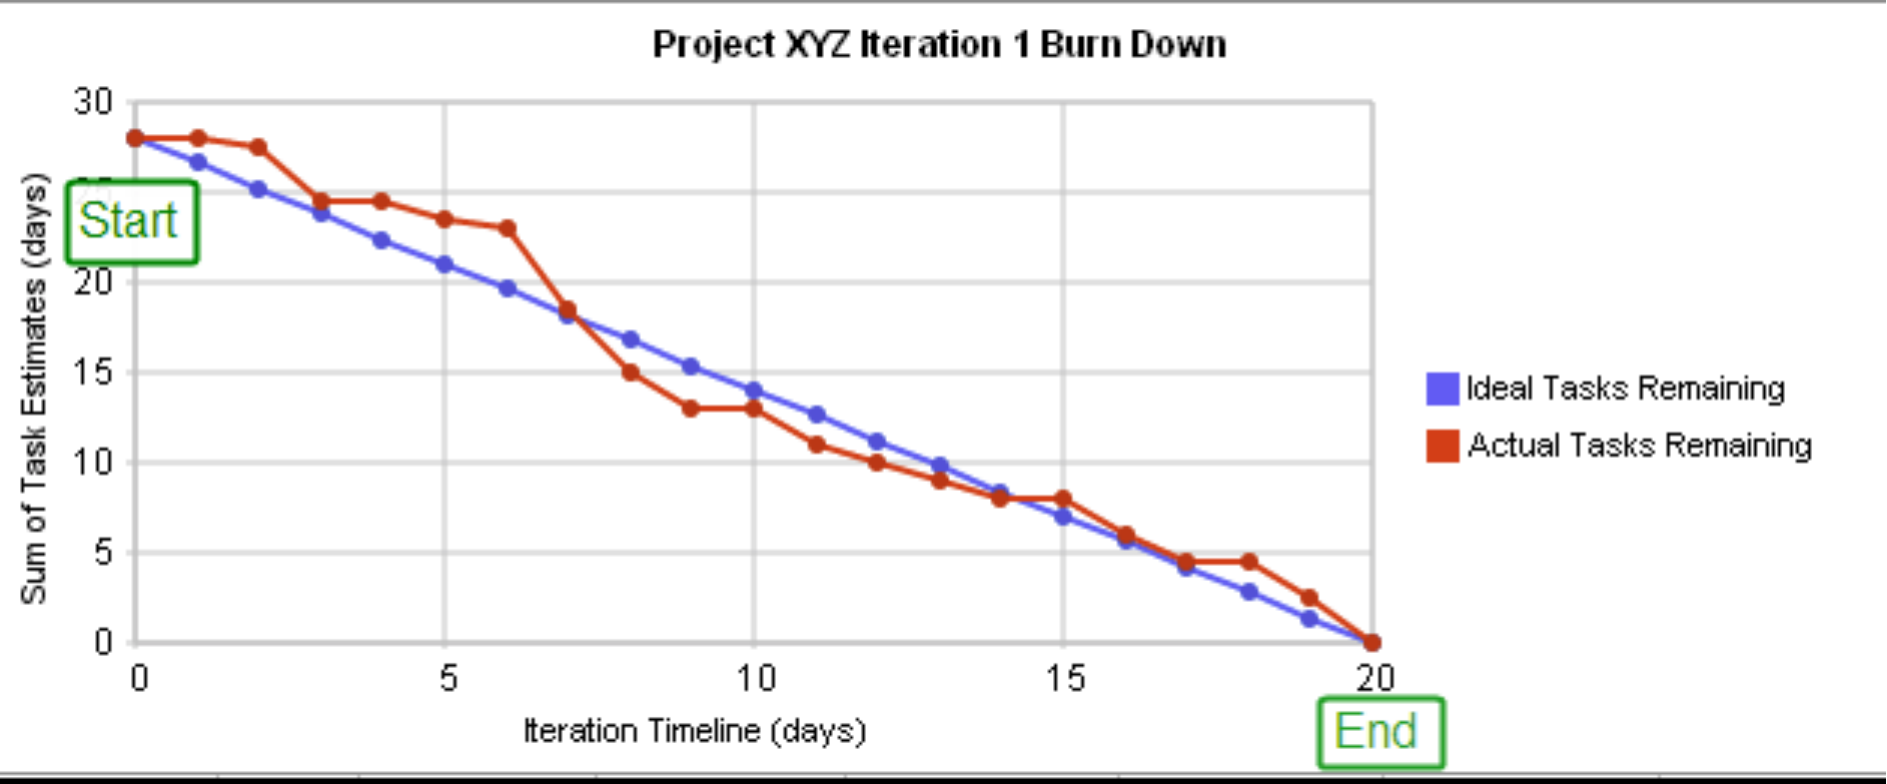 Project XYZ Iteration 1 Burn Down
30
Start
20
15
10
5
0
Sum of Task Estimates (days)
0 5 10 15 20
Iteration Timeline (days)
End
Ideal Tasks Remaining
Actual Tasks Remaining